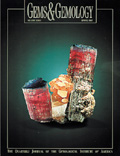 GEMS&GEMOLOGY
THE QUARTERLY JOURNAL OF THE GEMOLOGICAL INSTITUTE OF AMERICA